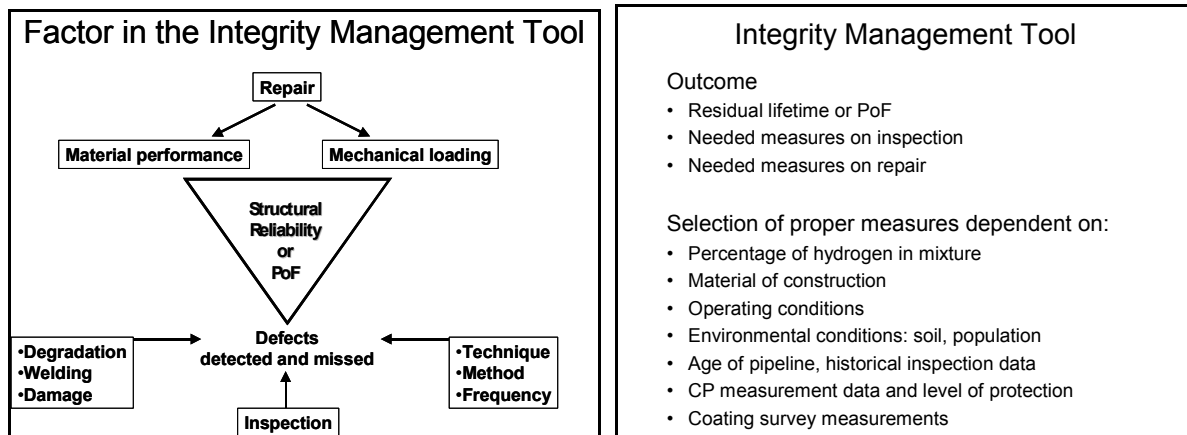 Factor in the Integrity Management Tool
Repair
Material performance
Mechanical loading
Structural
Reliability
or
PoF
Defects
detected and missed
•Degradation
•Welding
•Damage
•Technique
•Method
•Frequency
Inspection
Integrity Management Tool
Outcome
• Residual lifetime or PoF
• Needed measures on inspection
• Needed measures on repair
Selection of proper measures dependent on:
• Percentage of hydrogen in mixture
• Material of construction
• Operating conditions
• Environmental conditions: soil, population
• Age of pipeline, historical inspection data
• CP measurement data and level of protection
• Coating survey measurements